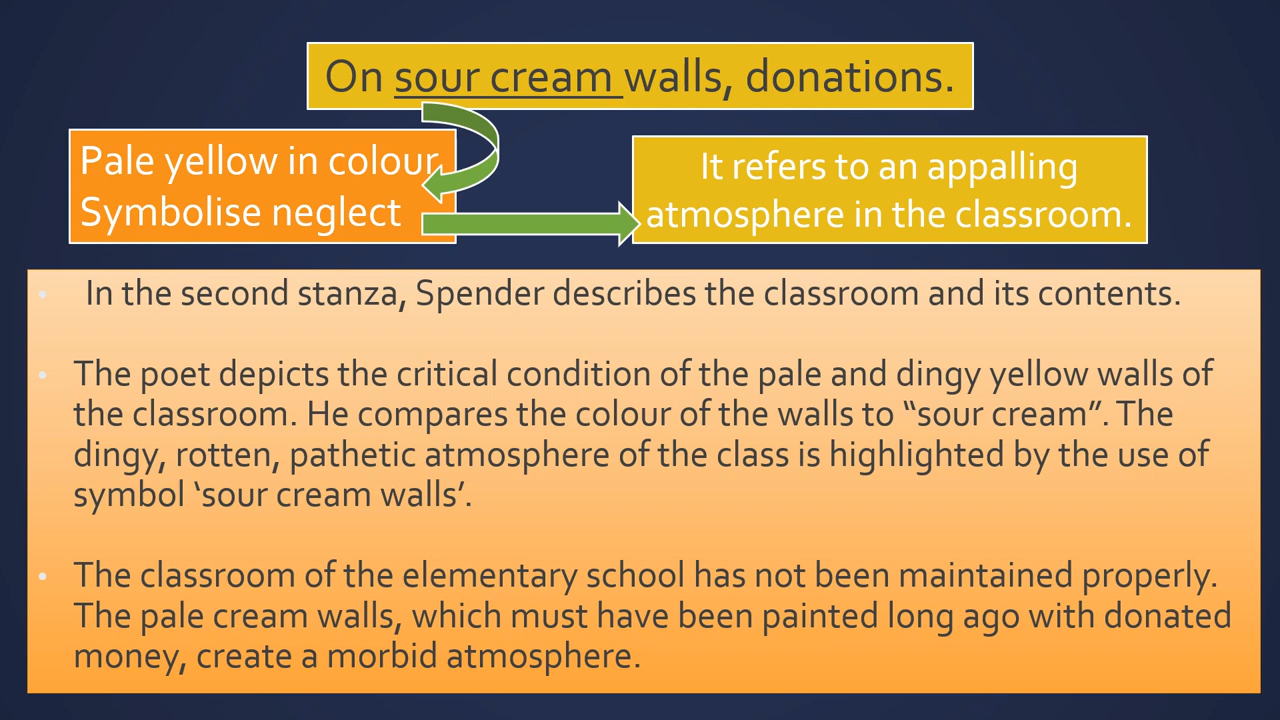 On sour cream walls, donations.
Pale yellow in colour
Symbolise neglect
It refers to an appalling
atmosphere in the classroom.
• In the second stanza, Spender describes the classroom and its contents.
• The poet depicts the critical condition of the pale and dingy yellow walls of
the classroom. He compares the colour of the walls to “sour cream”. The
dingy, rotten, pathetic atmosphere of the class is highlighted by the use of
symbol ‘sour cream walls’.
• The classroom of the elementary school has not been maintained properly.
The pale cream walls, which must have been painted long ago with donated
money, create a morbid atmosphere.